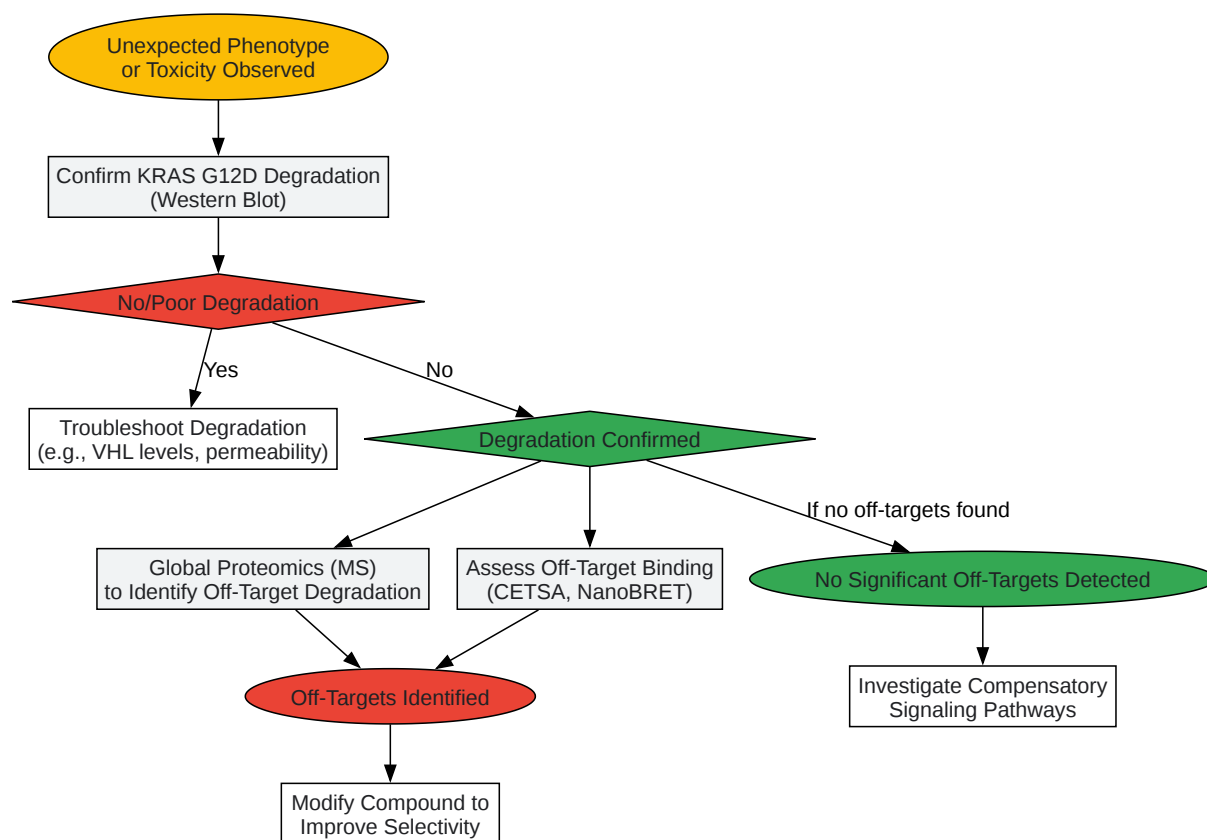 Unexpected Phenotype
or Toxicity Observed
Confirm KRAS G12D Degradation
(Western Blot)
No/Poor Degradation
Yes
No
Troubleshoot Degradation
(e.g., VHL levels, permeability)
Degradation Confirmed
If no off-targets found
Global Proteomics (MS)
to Identify Off-Target Degradation
Assess Off-Target Binding
(CETSA, NanoBRET)
No Significant Off-Targets Detected
Off-Targets Identified
Investigate Compensatory
Signaling Pathways
Modify Compound to
Improve Selectivity